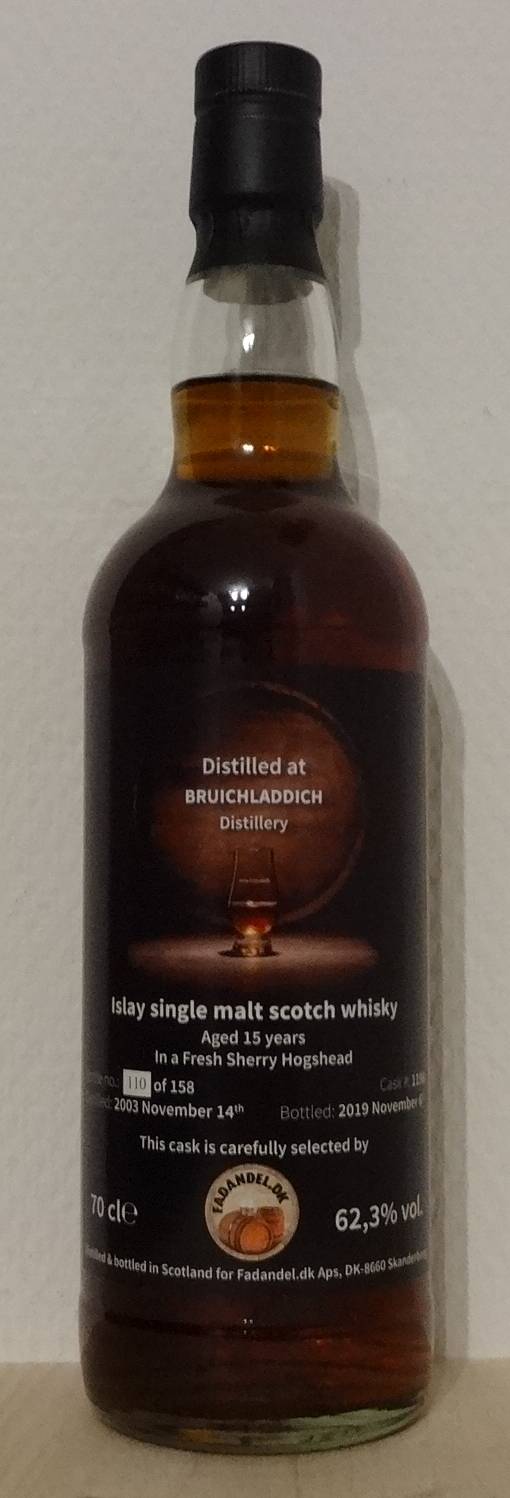 Distilled at
BRUICHLADDICH
Distillery
Islay single malt scotch whisky
Aged 15 years
In a Fresh Sherry Hogshead
no.: 110 of 158 Cask #:
2003 November 14th Bottled: 2019 November
This cask is carefully selected by
FADANDEL.DK
70 cl℮ 62,3% vol.
& bottled in Scotland for Fadandel.dk Aps, DK-8660